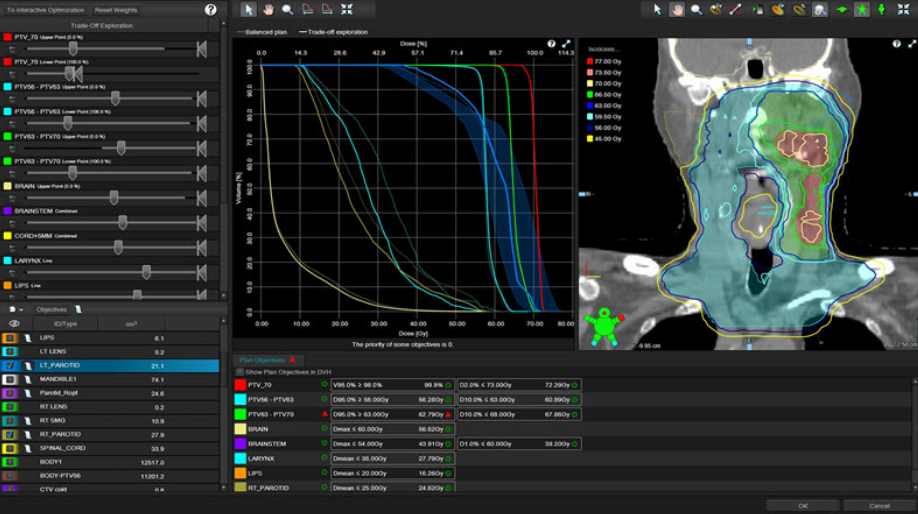 To Interactive Optimization Reset Weights ?
Trade-Off Exploration
PTV_70 Upper Point (0.0 %)
PTV_70 Lower Point (100.0 %)
PTV56 - PTV63 Upper Point (0.0 %)
PTV56 - PTV63 Lower Point (100.0 %)
PTV63 - PTV70 Upper Point (0.0 %)
PTV63 - PTV70 Lower Point (100.0 %)
BRAIN Upper Point (0.0 %)
BRAINSTEM Combined
CORD+5MM Combined
LARYNX Line
LIPS Line
Objectives
ID/Type cm³
LIPS 6.1
LT LENS 0.2
LT_PAROTID 21.1
MANDIBLE1 74.1
Parotid_Ropt 24.6
RT LENS 0.2
RT SMG 10.9
RT_PAROTID 27.9
SPINAL_CORD 33.9
BODY1 12517.0
BODY-PTV56 11201.2
CTV cold
Balanced plan Trade-off exploration
Dose [%]
0.0 14.3 28.6 42.9 57.1 71.4 85.7 100.0 114.3
100.0
90.0
80.0
70.0
60.0
50.0
40.0
30.0
20.0
10.0
Volume [%]
0.00 10.00 20.00 30.00 40.00 50.00 60.00 70.00 80.00
Dose [Gy]
The priority of some objectives is 0.
Isodoses...
77.00 Gy
73.50 Gy
70.00 Gy
66.50 Gy
63.00 Gy
59.50 Gy
56.00 Gy
45.00 Gy
-9.95 cm
2.50 cm
Plan Objectives
Show Plan Objectives in DVH
PTV_70 V95.0% ≥ 98.0% 99.9% D2.0% ≤ 73.00Gy 72.29Gy
PTV56 - PTV63 D95.0% ≥ 56.00Gy 56.28Gy D10.0% ≤ 63.00Gy 60.89Gy
PTV63 - PTV70 D95.0% ≥ 63.00Gy 62.79Gy D10.0% ≤ 68.00Gy 67.86Gy
BRAIN Dmax ≤ 60.00Gy 56.62Gy
BRAINSTEM Dmax ≤ 54.00Gy 43.91Gy D1.0% ≤ 60.00Gy 39.20Gy
LARYNX Dmean ≤ 35.00Gy 27.79Gy
LIPS Dmean ≤ 20.00Gy 16.26Gy
RT_PAROTID Dmean ≤ 25.00Gy 24.62Gy
OK Cancel